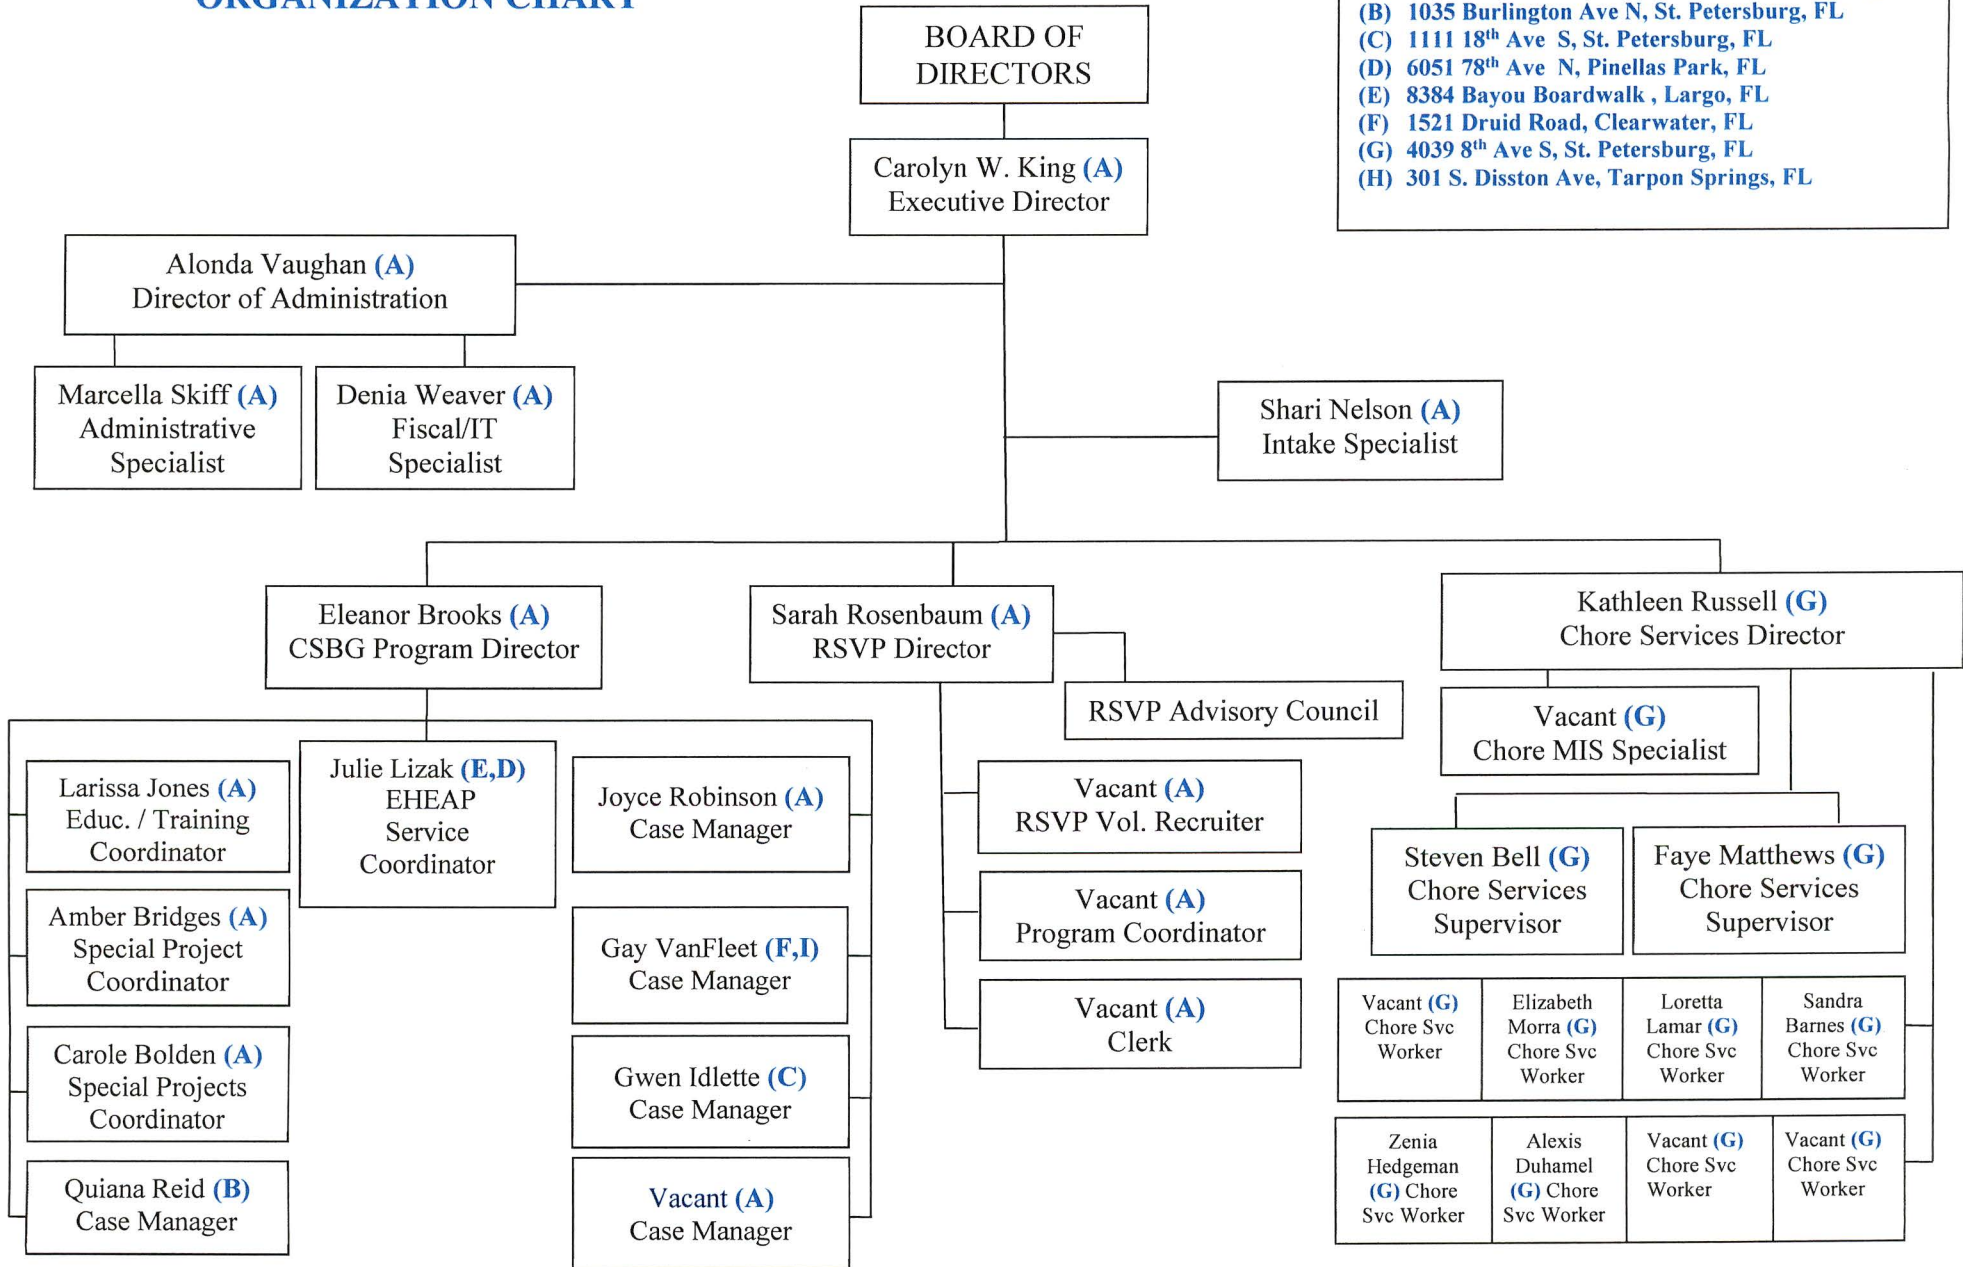 ORGANIZATION CHART
(B) 1035 Burlington Ave N, St. Petersburg, FL
(C) 1111 18th Ave S, St. Petersburg, FL
(D) 6051 78th Ave N, Pinellas Park, FL
(E) 8384 Bayou Boardwalk , Largo, FL
(F) 1521 Druid Road, Clearwater, FL
(G) 4039 8th Ave S, St. Petersburg, FL
(H) 301 S. Disston Ave, Tarpon Springs, FL
BOARD OF
DIRECTORS
Carolyn W. King (A)
Executive Director
Alonda Vaughan (A)
Director of Administration
Marcella Skiff (A)
Administrative
Specialist
Denia Weaver (A)
Fiscal/IT
Specialist
Shari Nelson (A)
Intake Specialist
Eleanor Brooks (A)
CSBG Program Director
Sarah Rosenbaum (A)
RSVP Director
Kathleen Russell (G)
Chore Services Director
RSVP Advisory Council
Vacant (G)
Chore MIS Specialist
Larissa Jones (A)
Educ. / Training
Coordinator
Amber Bridges (A)
Special Project
Coordinator
Carole Bolden (A)
Special Projects
Coordinator
Quiana Reid (B)
Case Manager
Julie Lizak (E,D)
EHEAP
Service
Coordinator
Joyce Robinson (A)
Case Manager
Gay VanFleet (F,I)
Case Manager
Gwen Idlette (C)
Case Manager
Vacant (A)
Case Manager
Vacant (A)
RSVP Vol. Recruiter
Vacant (A)
Program Coordinator
Vacant (A)
Clerk
Steven Bell (G)
Chore Services
Supervisor
Faye Matthews (G)
Chore Services
Supervisor
Vacant (G)
Chore Svc
Worker
Elizabeth
Morra (G)
Chore Svc
Worker
Loretta
Lamar (G)
Chore Svc
Worker
Sandra
Barnes (G)
Chore Svc
Worker
Zenia
Hedgeman
(G) Chore
Svc Worker
Alexis
Duhamel
(G) Chore
Svc Worker
Vacant (G)
Chore Svc
Worker
Vacant (G)
Chore Svc
Worker